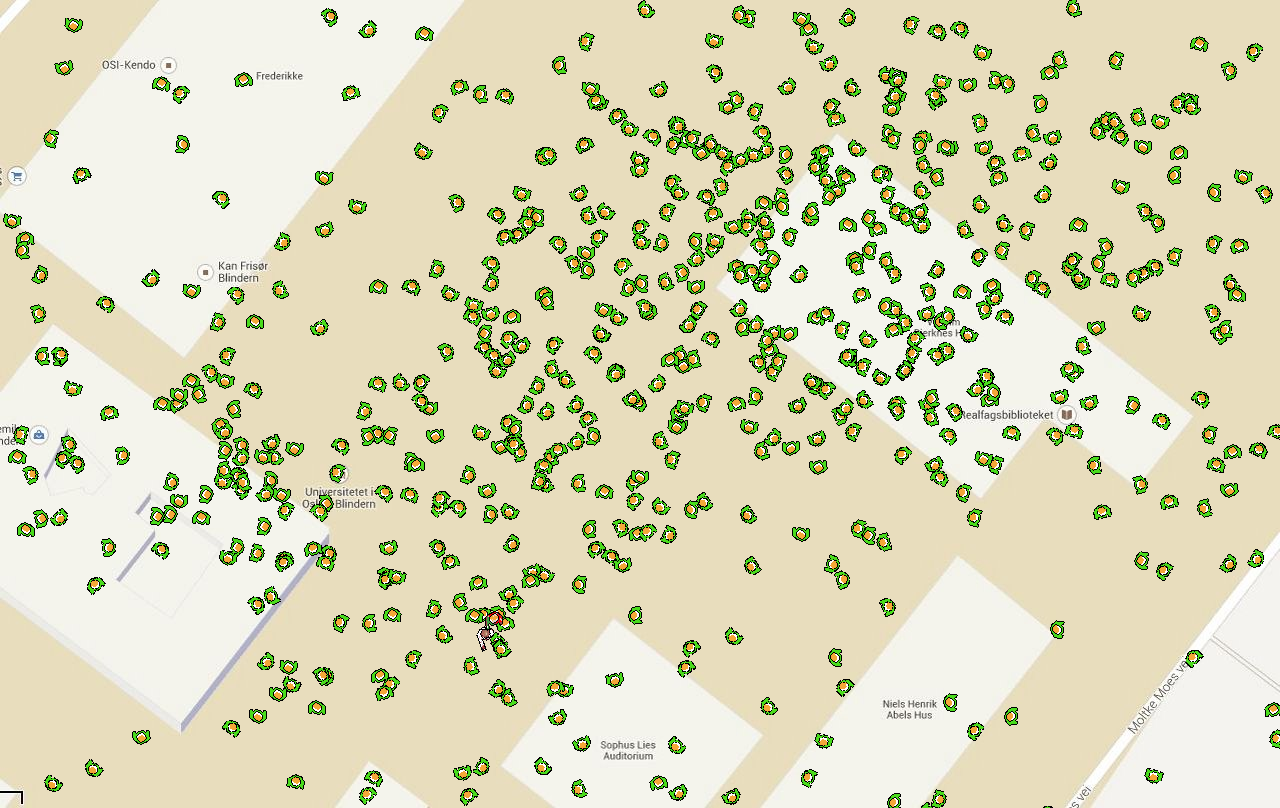 OSI-Kendo
Frederikke
Kan Frisør
Blindern
Realfagsbiblioteket
Universitetet i
Blindern
Niels Henrik
Abels Hus
Sophus Lies
Auditorium
Moltke Moes vei